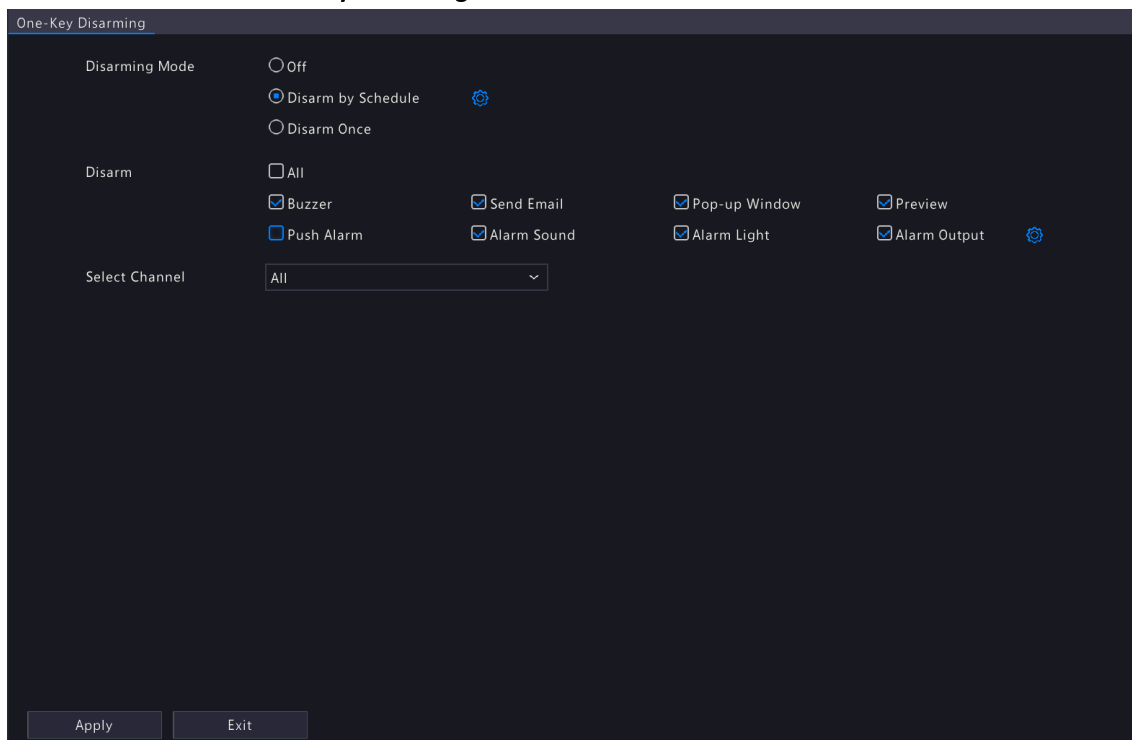 One-Key Disarming
Disarming Mode
Off
Disarm by Schedule
Disarm Once
Disarm
All
Buzzer Send Email Pop-up Window Preview
Push Alarm Alarm Sound Alarm Light Alarm Output
Select Channel All
Apply Exit